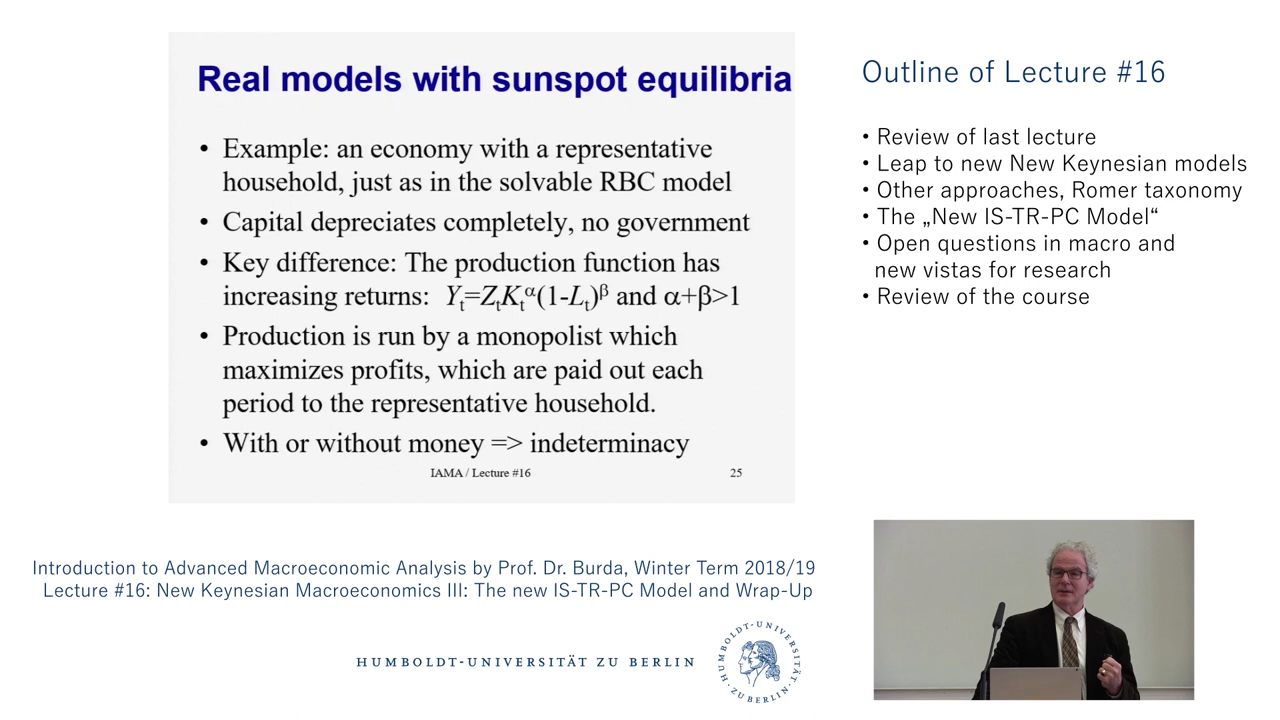 Real models with sunspot equilibria
• Example: an economy with a representative
household, just as in the solvable RBC model
• Capital depreciates completely, no government
• Key difference: The production function has
increasing returns: Yt=ZtKtα(1-Lt)β and α+β>1
• Production is run by a monopolist which
maximizes profits, which are paid out each
period to the representative household.
• With or without money => indeterminacy
IAMA / Lecture #16
25
Outline of Lecture #16
• Review of last lecture
• Leap to new New Keynesian models
• Other approaches, Romer taxonomy
• The „New IS-TR-PC Model“
• Open questions in macro and
new vistas for research
• Review of the course
Introduction to Advanced Macroeconomic Analysis by Prof. Dr. Burda, Winter Term 2018/19
Lecture #16: New Keynesian Macroeconomics III: The new IS-TR-PC Model and Wrap-Up
HUMBOLDT-UNIVERSITÄT ZU BERLIN
HUMBOLDT-UNIVERSITÄT · ZU BERLIN ·